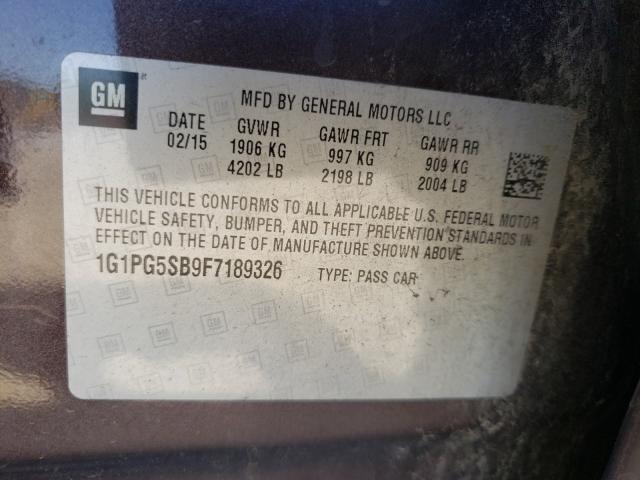 GM
MFD BY GENERAL MOTORS LLC
DATE GVWR GAWR FRT GAWR RR
02/15 1906 KG 997 KG 909 KG
4202 LB 2198 LB 2004 LB
THIS VEHICLE CONFORMS TO ALL APPLICABLE U.S. FEDERAL MOTOR
VEHICLE SAFETY, BUMPER, AND THEFT PREVENTION STANDARDS IN
EFFECT ON THE DATE OF MANUFACTURE SHOWN ABOVE.
1G1PG5SB9F7189326 TYPE: PASS CAR